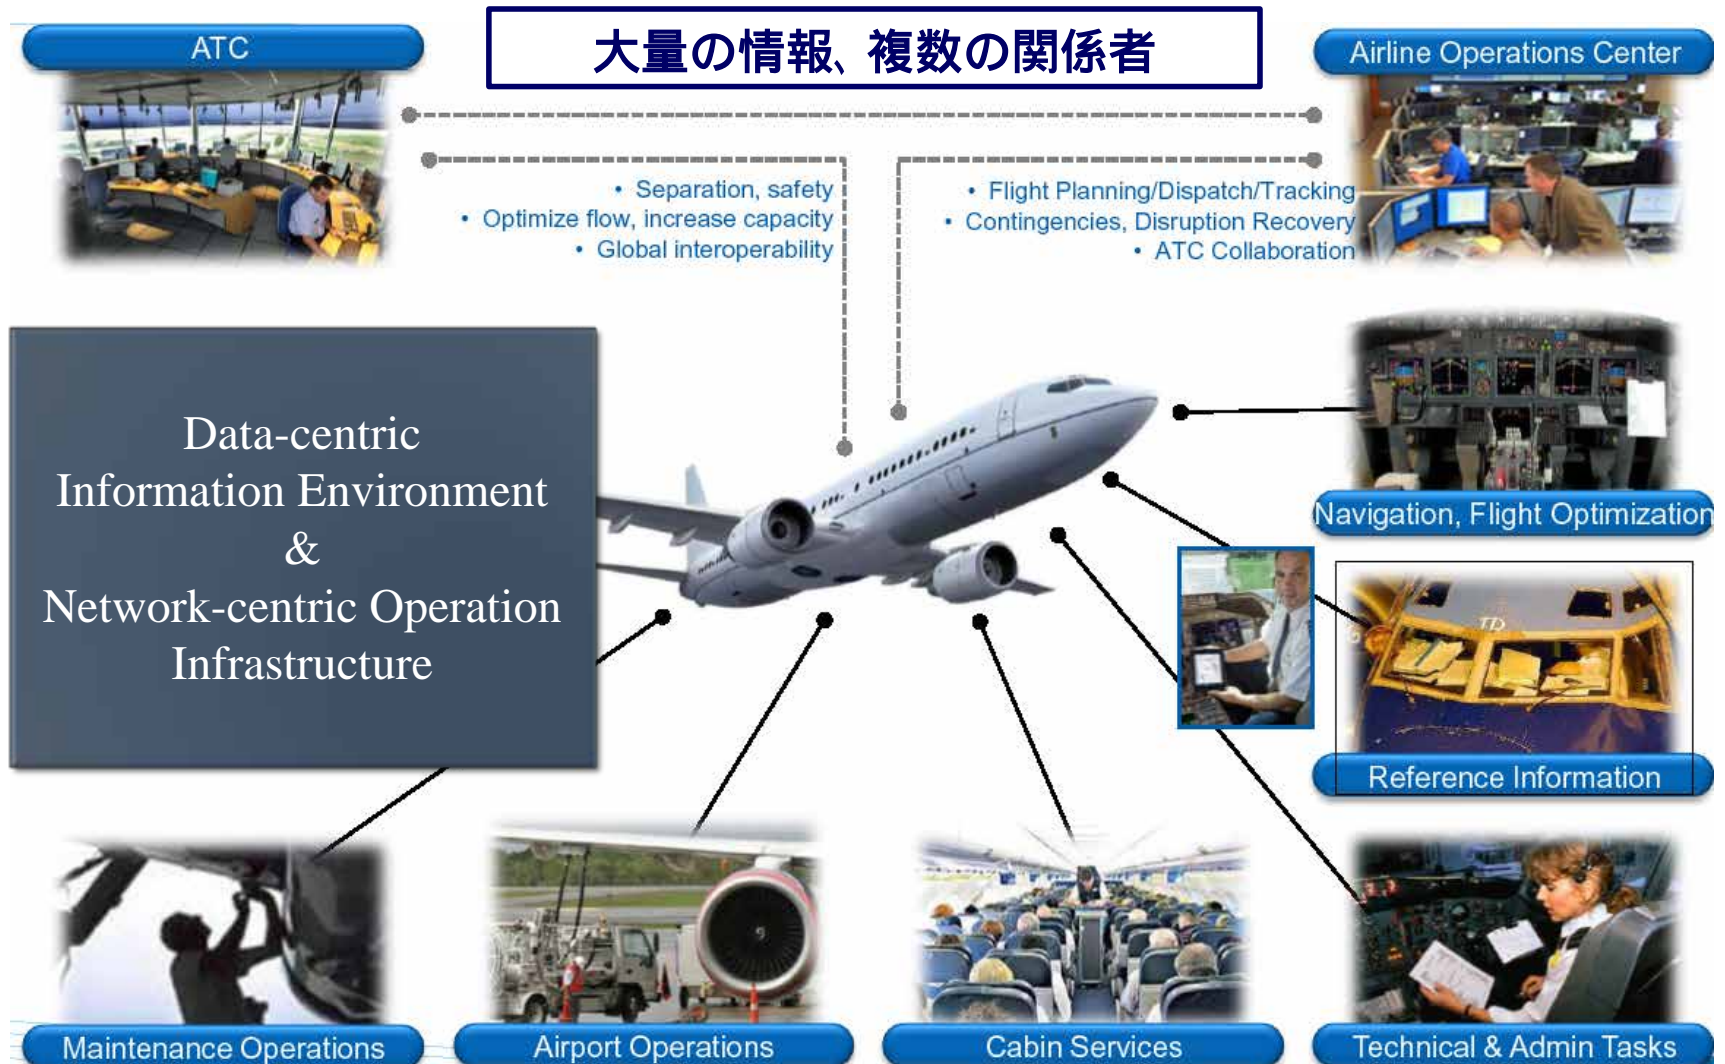 大量の情報、複数の関係者
ATC
Airline Operations Center
• Separation, safety
• Optimize flow, increase capacity
• Global interoperability
• Flight Planning/Dispatch/Tracking
• Contingencies, Disruption Recovery
• ATC Collaboration
Data-centric
Information Environment
&
Network-centric Operation
Infrastructure
Navigation, Flight Optimization
TD
Reference Information
Maintenance Operations
Airport Operations
Cabin Services
Technical & Admin Tasks